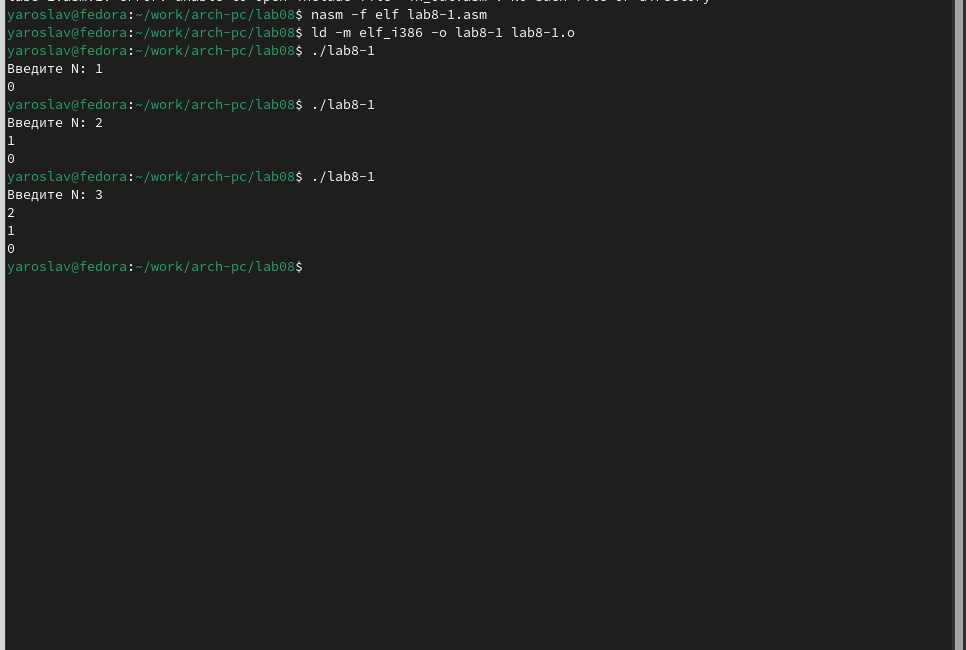 yaroslav@fedora:~/work/arch-pc/lab08$ nasm -f elf lab8-1.asm
yaroslav@fedora:~/work/arch-pc/lab08$ ld -m elf_i386 -o lab8-1 lab8-1.o
yaroslav@fedora:~/work/arch-pc/lab08$ ./lab8-1
Введите N: 1
0
yaroslav@fedora:~/work/arch-pc/lab08$ ./lab8-1
Введите N: 2
1
0
yaroslav@fedora:~/work/arch-pc/lab08$ ./lab8-1
Введите N: 3
2
1
0
yaroslav@fedora:~/work/arch-pc/lab08$